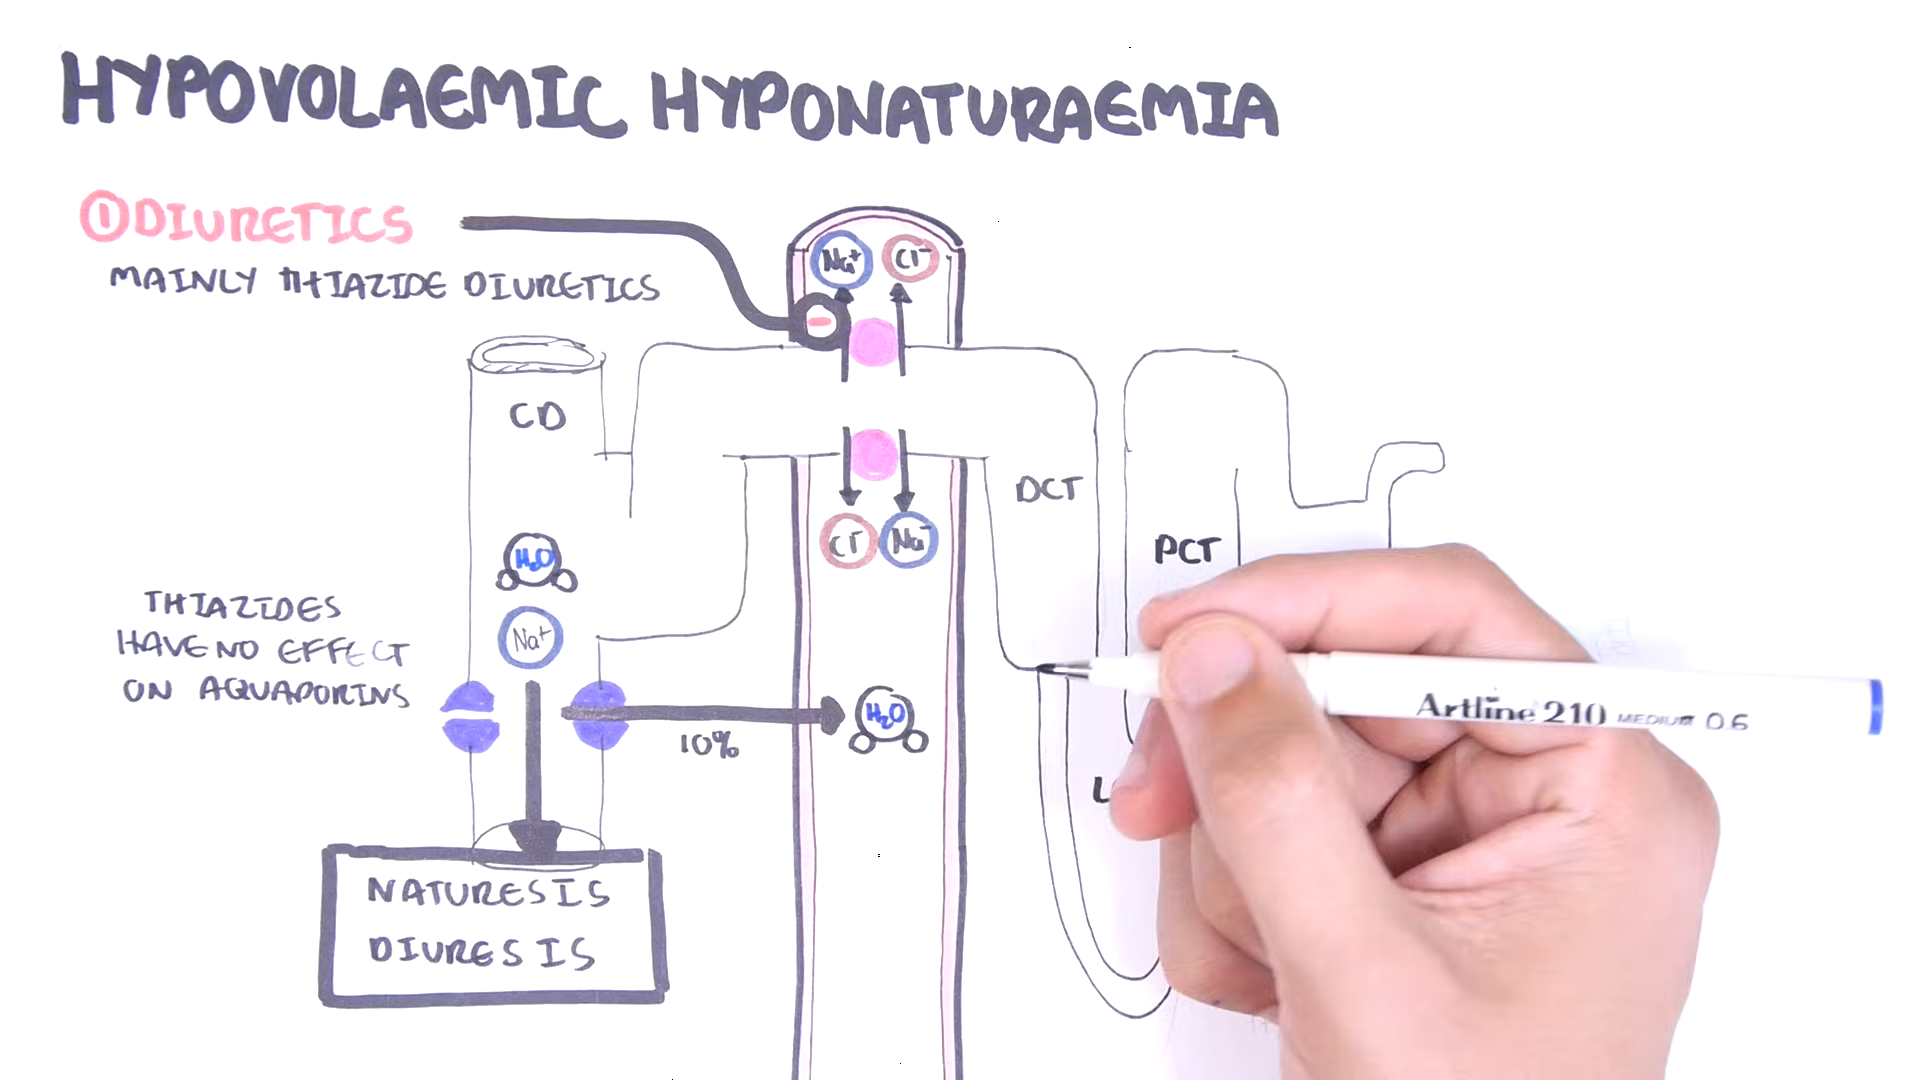 HYPOVOLAEMIC HYPONATURAEMIA
①DIURETICS
MAINLY THIAZIDE DIURETICS
Na+ Cl-
CD
DCT
Cl- Na-
PCT
H2O
THIAZIDES
HAVE NO EFFECT
ON AQUAPORINS
Na+
H2O
10%
L
Artline 210 MEDIUM 0.6
NATURESIS
DIURESIS